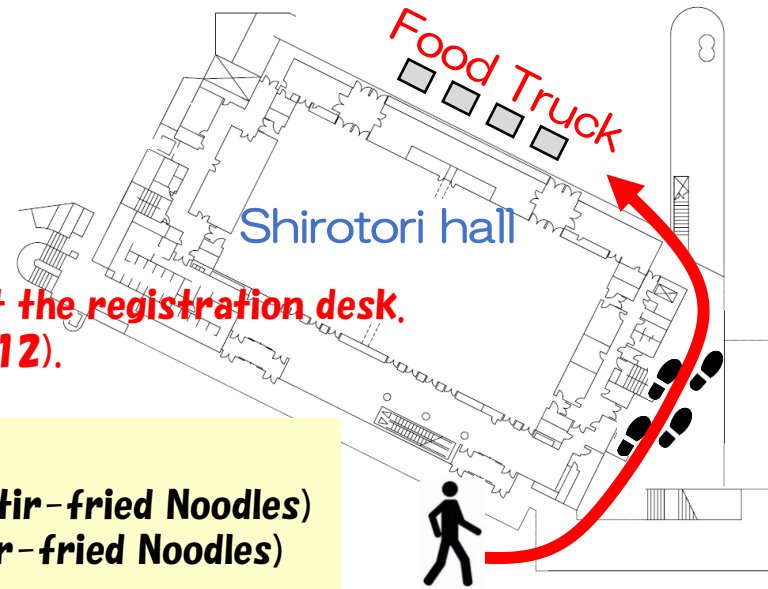 Food Truck
Shirotori hall
the registration desk.
12).
tir-fried Noodles)
r-fried Noodles)